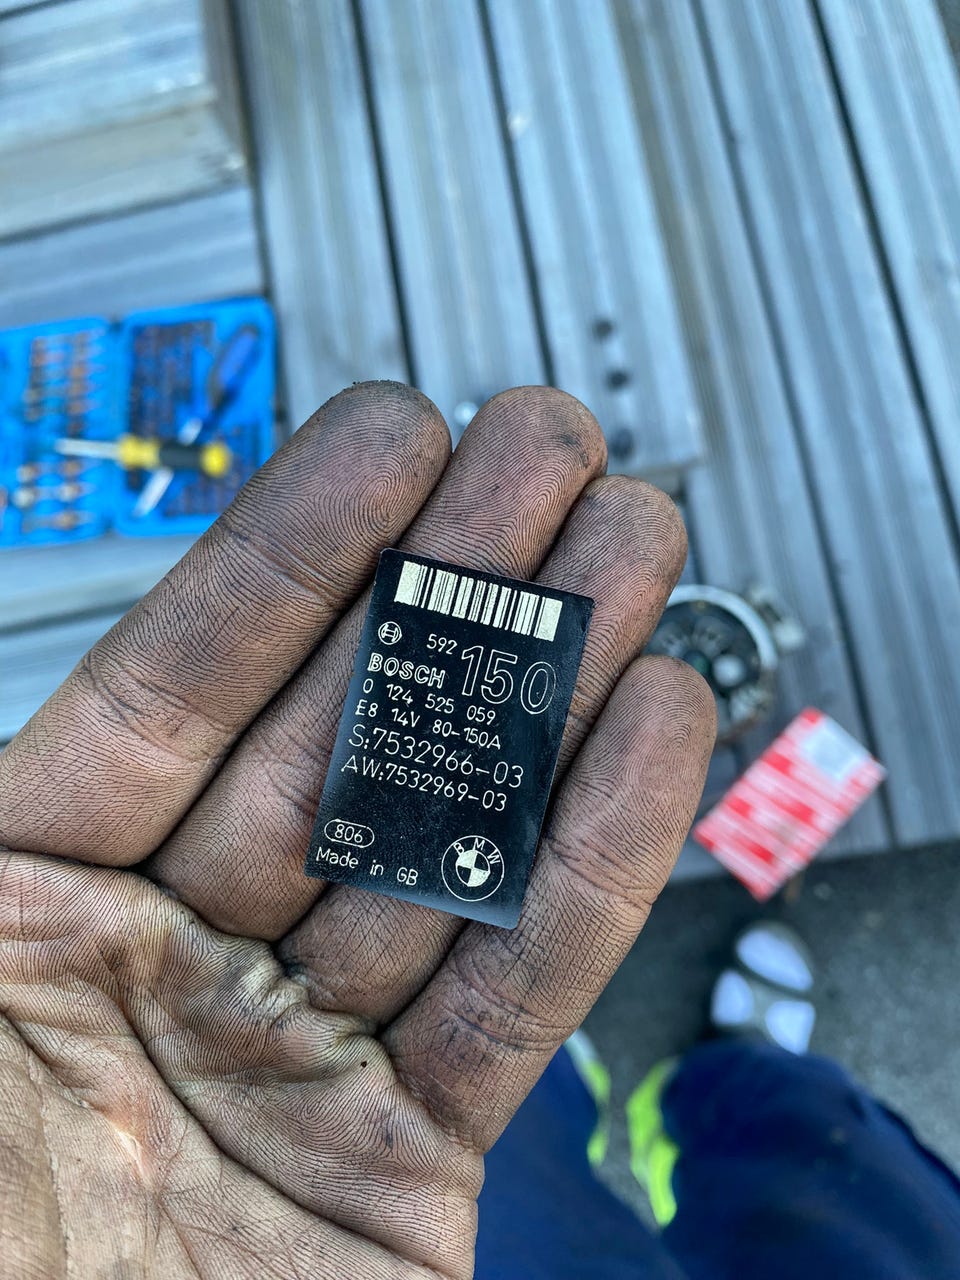 592
150
BOSCH
0 124 525 059
E8 14V 80-150A
S:7532966-03
AW:7532969-03
806
Made in GB
BMW